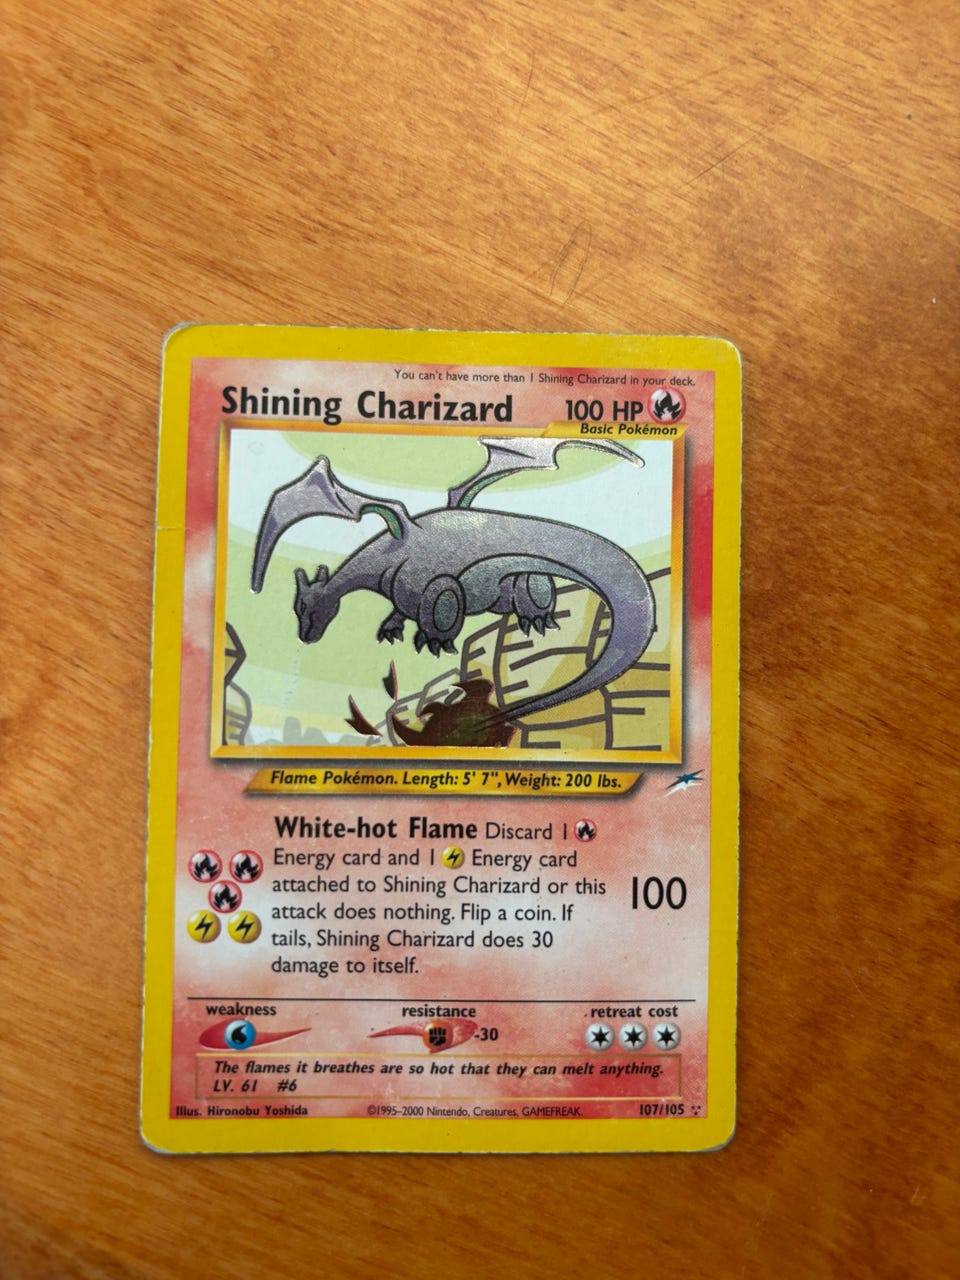 You can't have more than 1 Shining Charizard in your deck.
Shining Charizard 100 HP
Basic Pokémon
Flame Pokémon. Length: 5' 7", Weight: 200 lbs.
White-hot Flame Discard 1
Energy card and 1 Energy card
attached to Shining Charizard or this
attack does nothing. Flip a coin. If
tails, Shining Charizard does 30
damage to itself.
100
weakness resistance retreat cost
-30
The flames it breathes are so hot that they can melt anything.
LV. 61 #6
Illus. Hironobu Yoshida ©1995–2000 Nintendo, Creatures, GAMEFREAK. 107/105